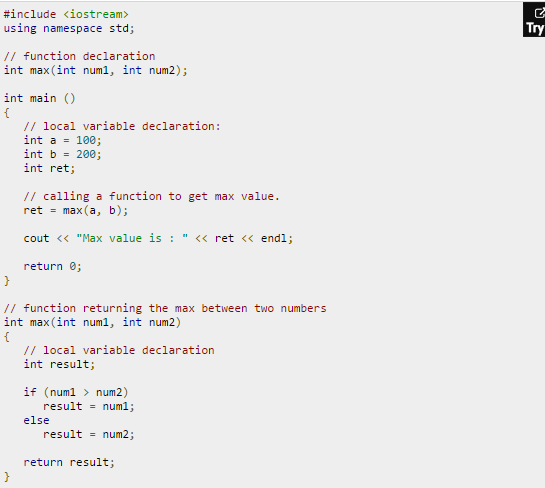 #include <iostream>
using namespace std;
// function declaration
int max(int num1, int num2);
int main ()
{
// local variable declaration:
int a = 100;
int b = 200;
int ret;
// calling a function to get max value.
ret = max(a, b);
cout << "Max value is : " << ret << endl;
return 0;
}
// function returning the max between two numbers
int max(int num1, int num2)
{
// local variable declaration
int result;
if (num1 > num2)
result = num1;
else
result = num2;
return result;
}
Try